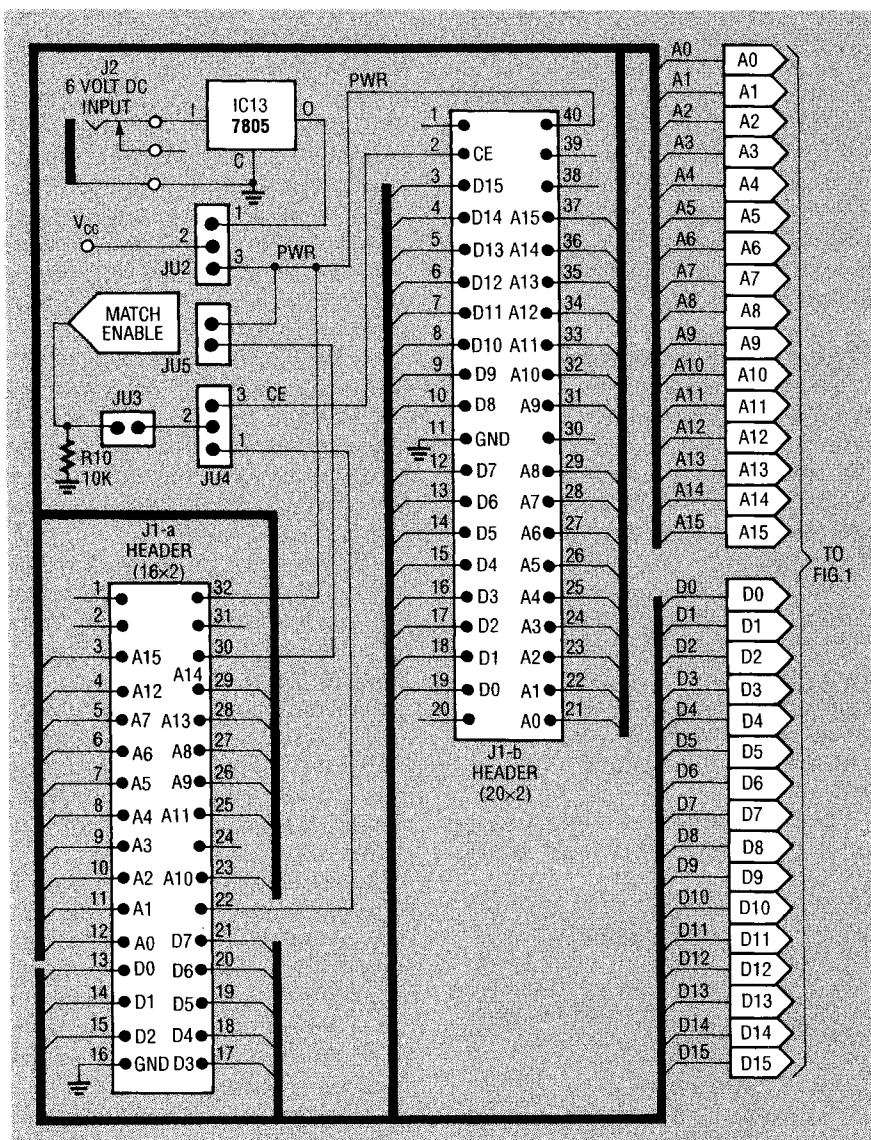 J2
6 VOLT DC
INPUT
I
IC13
7805
O
C
PWR
VCC
1
2
3
JU2
PWR
MATCH
ENABLE
JU5
JU3
R10
10K
3
2
1
CE
JU4
1 40
2 CE 39
3 D15 38
4 D14 A15 37
5 D13 A14 36
6 D12 A13 35
7 D11 A12 34
8 D10 A11 33
9 D9 A10 32
10 D8 A9 31
11 GND 30
12 D7 A8 29
13 D6 A7 28
14 D5 A6 27
15 D4 A5 26
16 D3 A4 25
17 D2 A3 24
18 D1 A2 23
19 D0 A1 22
20 A0 21
J1-b
HEADER
(20×2)
J1-a
HEADER
(16×2)
1 32
2 31
3 A15 30
4 A12 A14 29
5 A7 A13 28
6 A6 A8 27
7 A5 A9 26
8 A4 A11 25
9 A3 24
10 A2 A10 23
11 A1 22
12 A0 D7 21
13 D0 D6 20
14 D1 D5 19
15 D2 D4 18
16 GND D3 17
A0 A0
A1 A1
A2 A2
A3 A3
A4 A4
A5 A5
A6 A6
A7 A7
A8 A8
A9 A9
A10 A10
A11 A11
A12 A12
A13 A13
A14 A14
A15 A15
TO
FIG.1
D0 D0
D1 D1
D2 D2
D3 D3
D4 D4
D5 D5
D6 D6
D7 D7
D8 D8
D9 D9
D10 D10
D11 D11
D12 D12
D13 D13
D14 D14
D15 D15